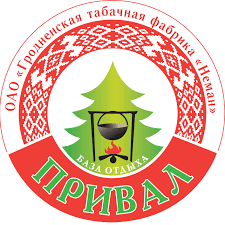 ОАО «Гродненская табачная фабрика «Неман»
БАЗА ОТДЫХА
ПРИВАЛ